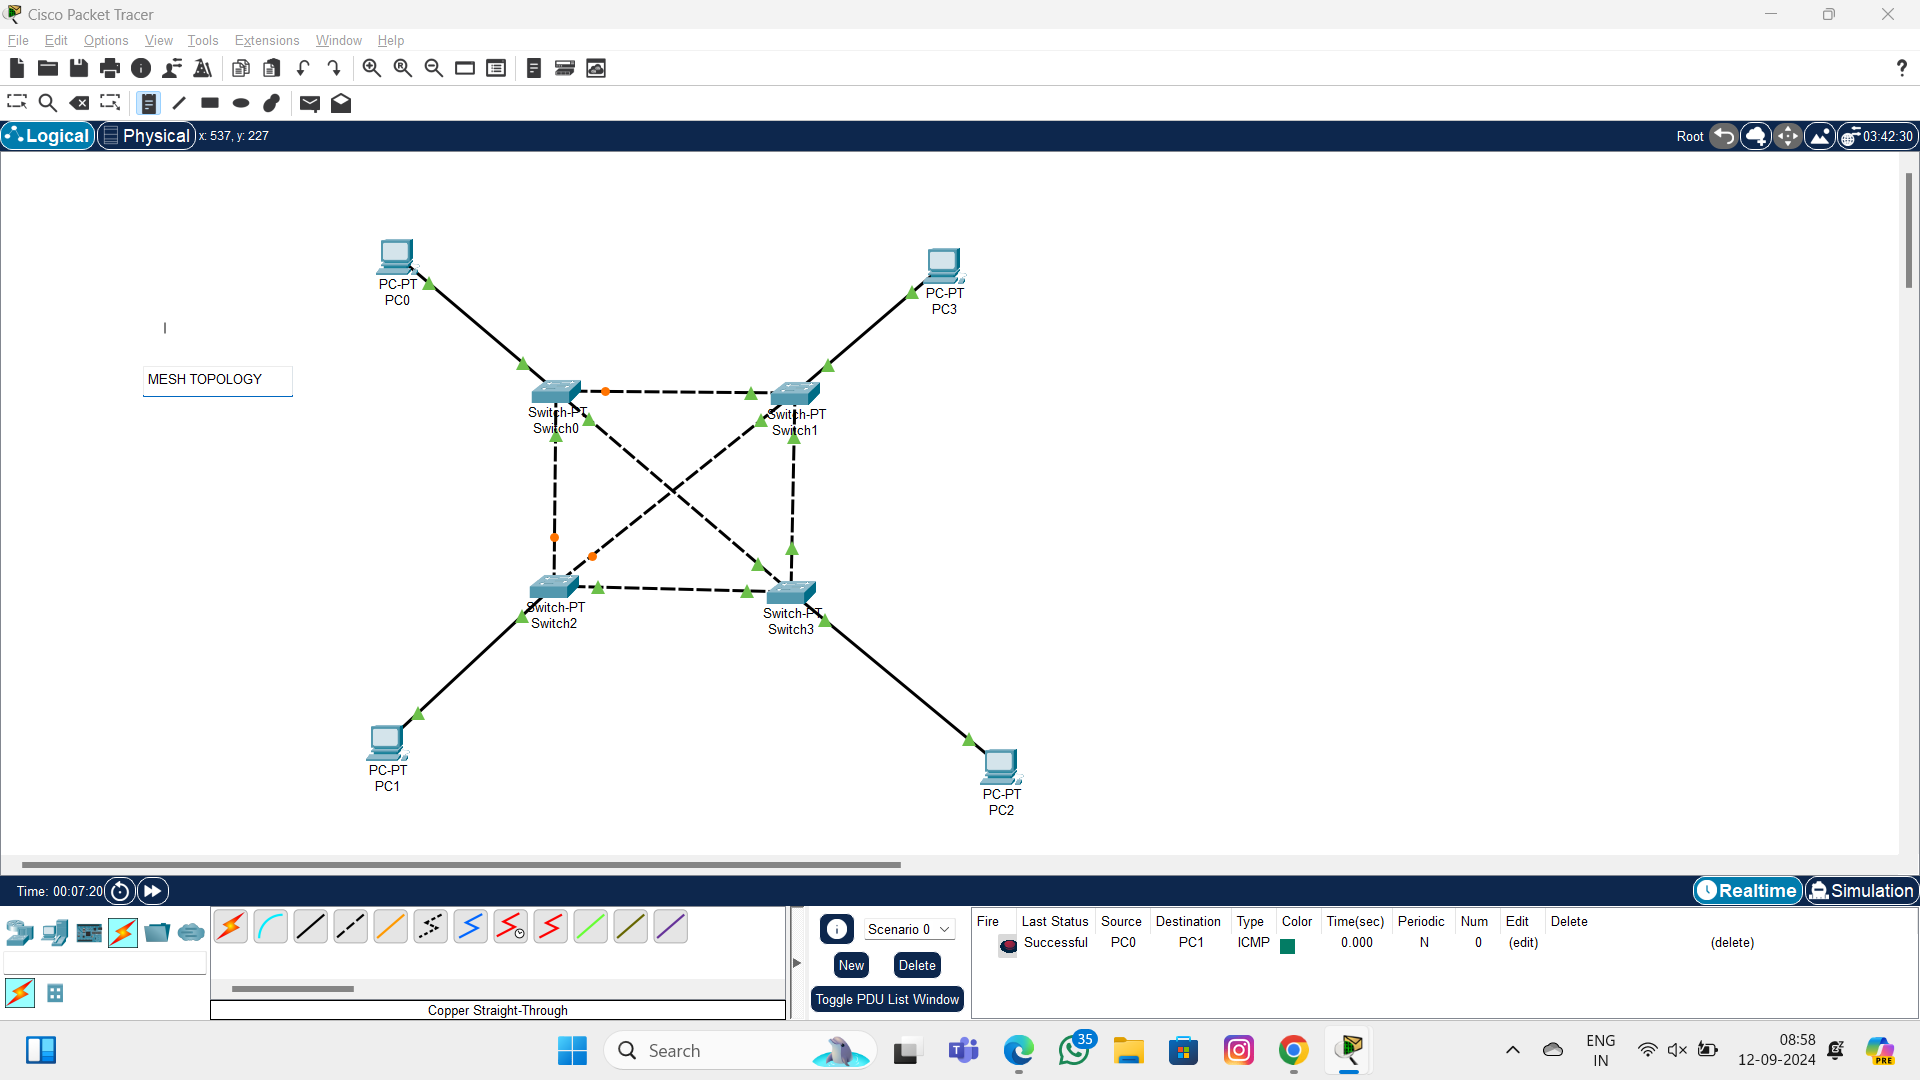 Cisco Packet Tracer
File Edit Options View Tools Extensions Window Help
?
Logical Physical x: 537, y: 227 Root 03:42:30
PC-PT
PC0
PC-PT
PC3
MESH TOPOLOGY
Switch-PT
Switch0
Switch-PT
Switch1
Switch-PT
Switch2
Switch-PT
Switch3
PC-PT
PC1
PC-PT
PC2
Time: 00:07:20 Realtime Simulation
Scenario 0
New Delete
Toggle PDU List Window
Fire Last Status Source Destination Type Color Time(sec) Periodic Num Edit Delete
Successful PC0 PC1 ICMP 0.000 N 0 (edit) (delete)
Copper Straight-Through
Search
35
ENG
IN
08:58
12-09-2024
PRE